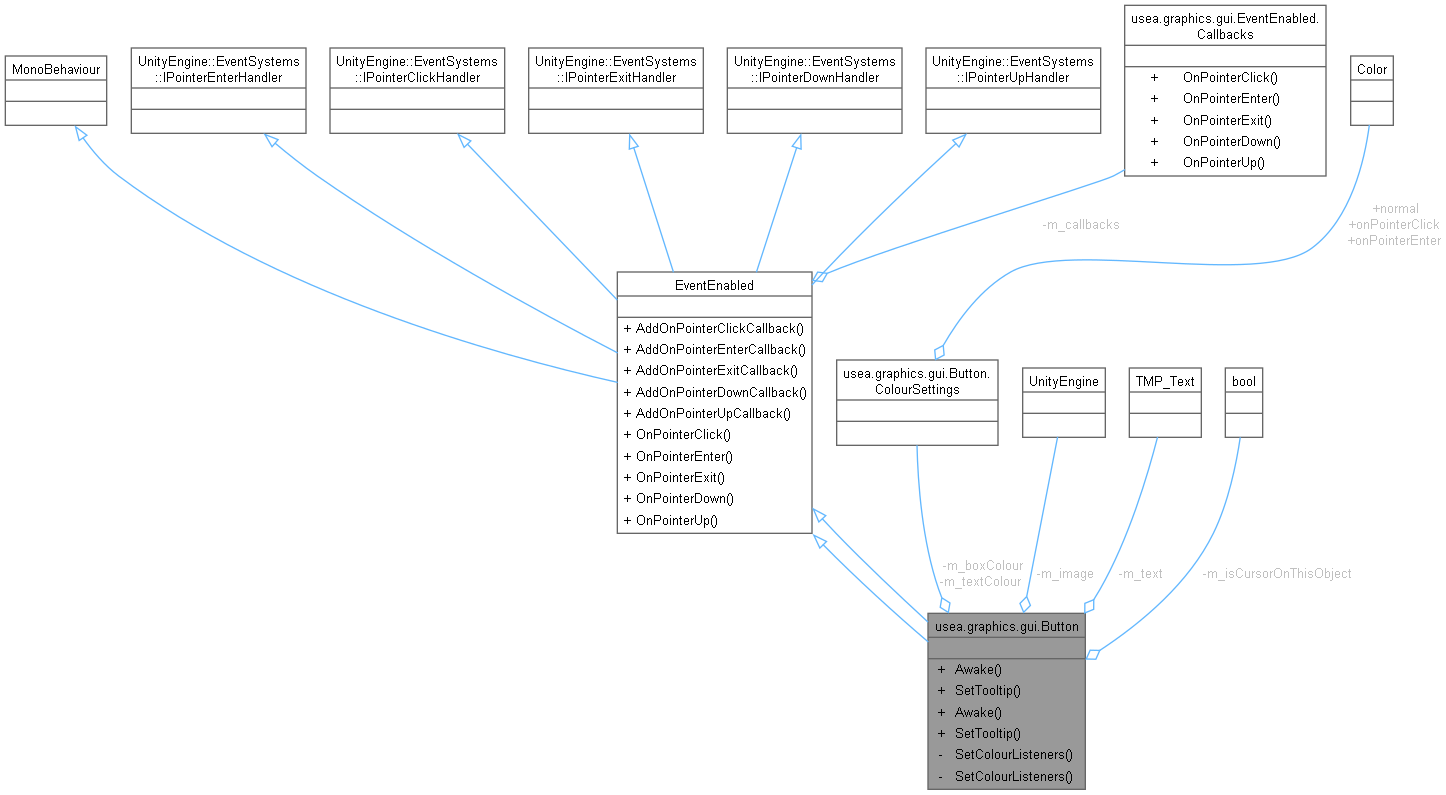 usea.graphics.gui.EventEnabled.
Callbacks
+ OnPointerClick()
+ OnPointerEnter()
+ OnPointerExit()
+ OnPointerDown()
+ OnPointerUp()
MonoBehaviour
UnityEngine::EventSystems
::IPointerEnterHandler
UnityEngine::EventSystems
::IPointerClickHandler
UnityEngine::EventSystems
::IPointerExitHandler
UnityEngine::EventSystems
::IPointerDownHandler
UnityEngine::EventSystems
::IPointerUpHandler
Color
-m_callbacks
+normal
+onPointerClick
+onPointerEnter
EventEnabled
+ AddOnPointerClickCallback()
+ AddOnPointerEnterCallback()
+ AddOnPointerExitCallback()
+ AddOnPointerDownCallback()
+ AddOnPointerUpCallback()
+ OnPointerClick()
+ OnPointerEnter()
+ OnPointerExit()
+ OnPointerDown()
+ OnPointerUp()
usea.graphics.gui.Button.
ColourSettings
UnityEngine
TMP_Text
bool
-m_boxColour
-m_textColour
-m_image
-m_text
-m_isCursorOnThisObject
usea.graphics.gui.Button
+ Awake()
+ SetTooltip()
+ Awake()
+ SetTooltip()
- SetColourListeners()
- SetColourListeners()